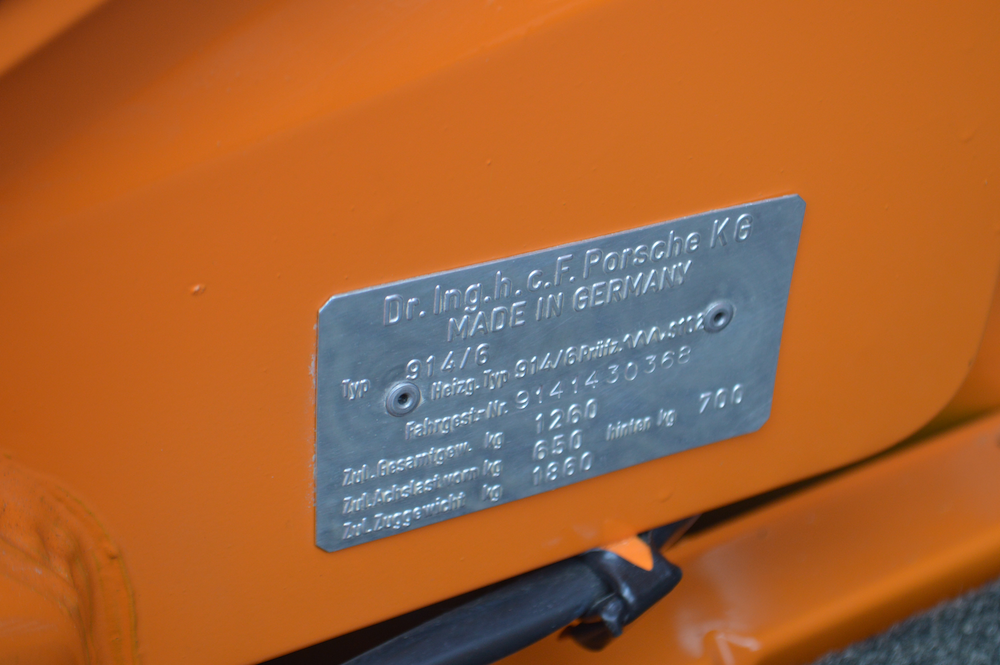 Dr. Ing. h. c. F. Porsche KG
MADE IN GERMANY
Typ 914/6
Heizg. Typ 914/6 Prüfz.
Fahrgest.-Nr. 9141430368
Zul. Gesamtgew. kg 1260
Zul. Achslast vorn kg 650 hinten kg 700
Zul. Zuggewicht kg 1860